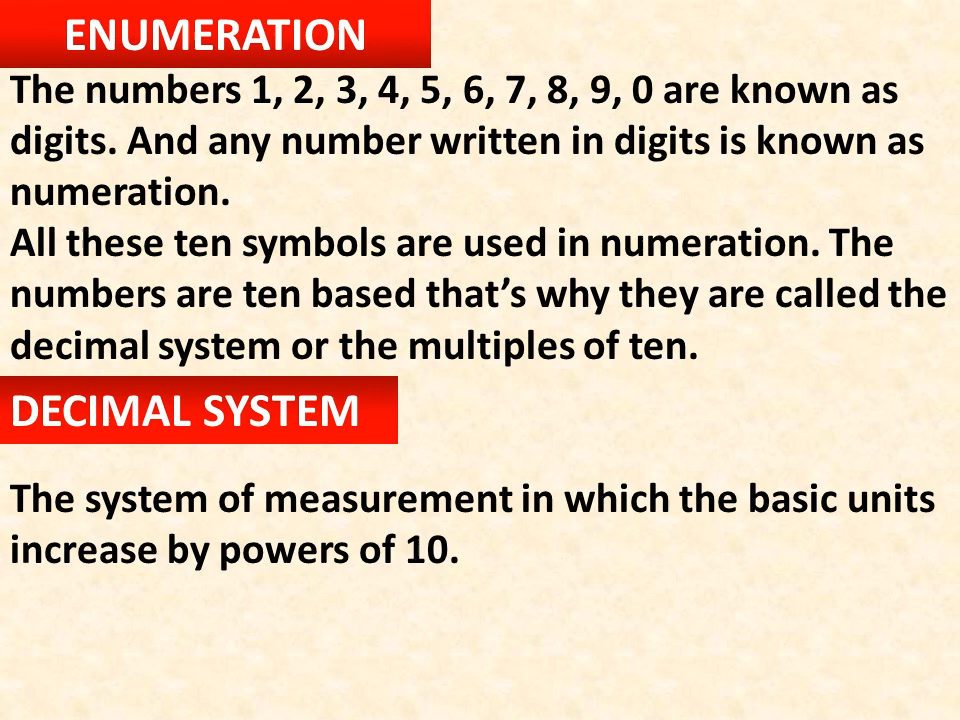 ENUMERATION
The numbers 1, 2, 3, 4, 5, 6, 7, 8, 9, 0 are known as
digits. And any number written in digits is known as
numeration.
All these ten symbols are used in numeration. The
numbers are ten based that’s why they are called the
decimal system or the multiples of ten.
DECIMAL SYSTEM
The system of measurement in which the basic units
increase by powers of 10.